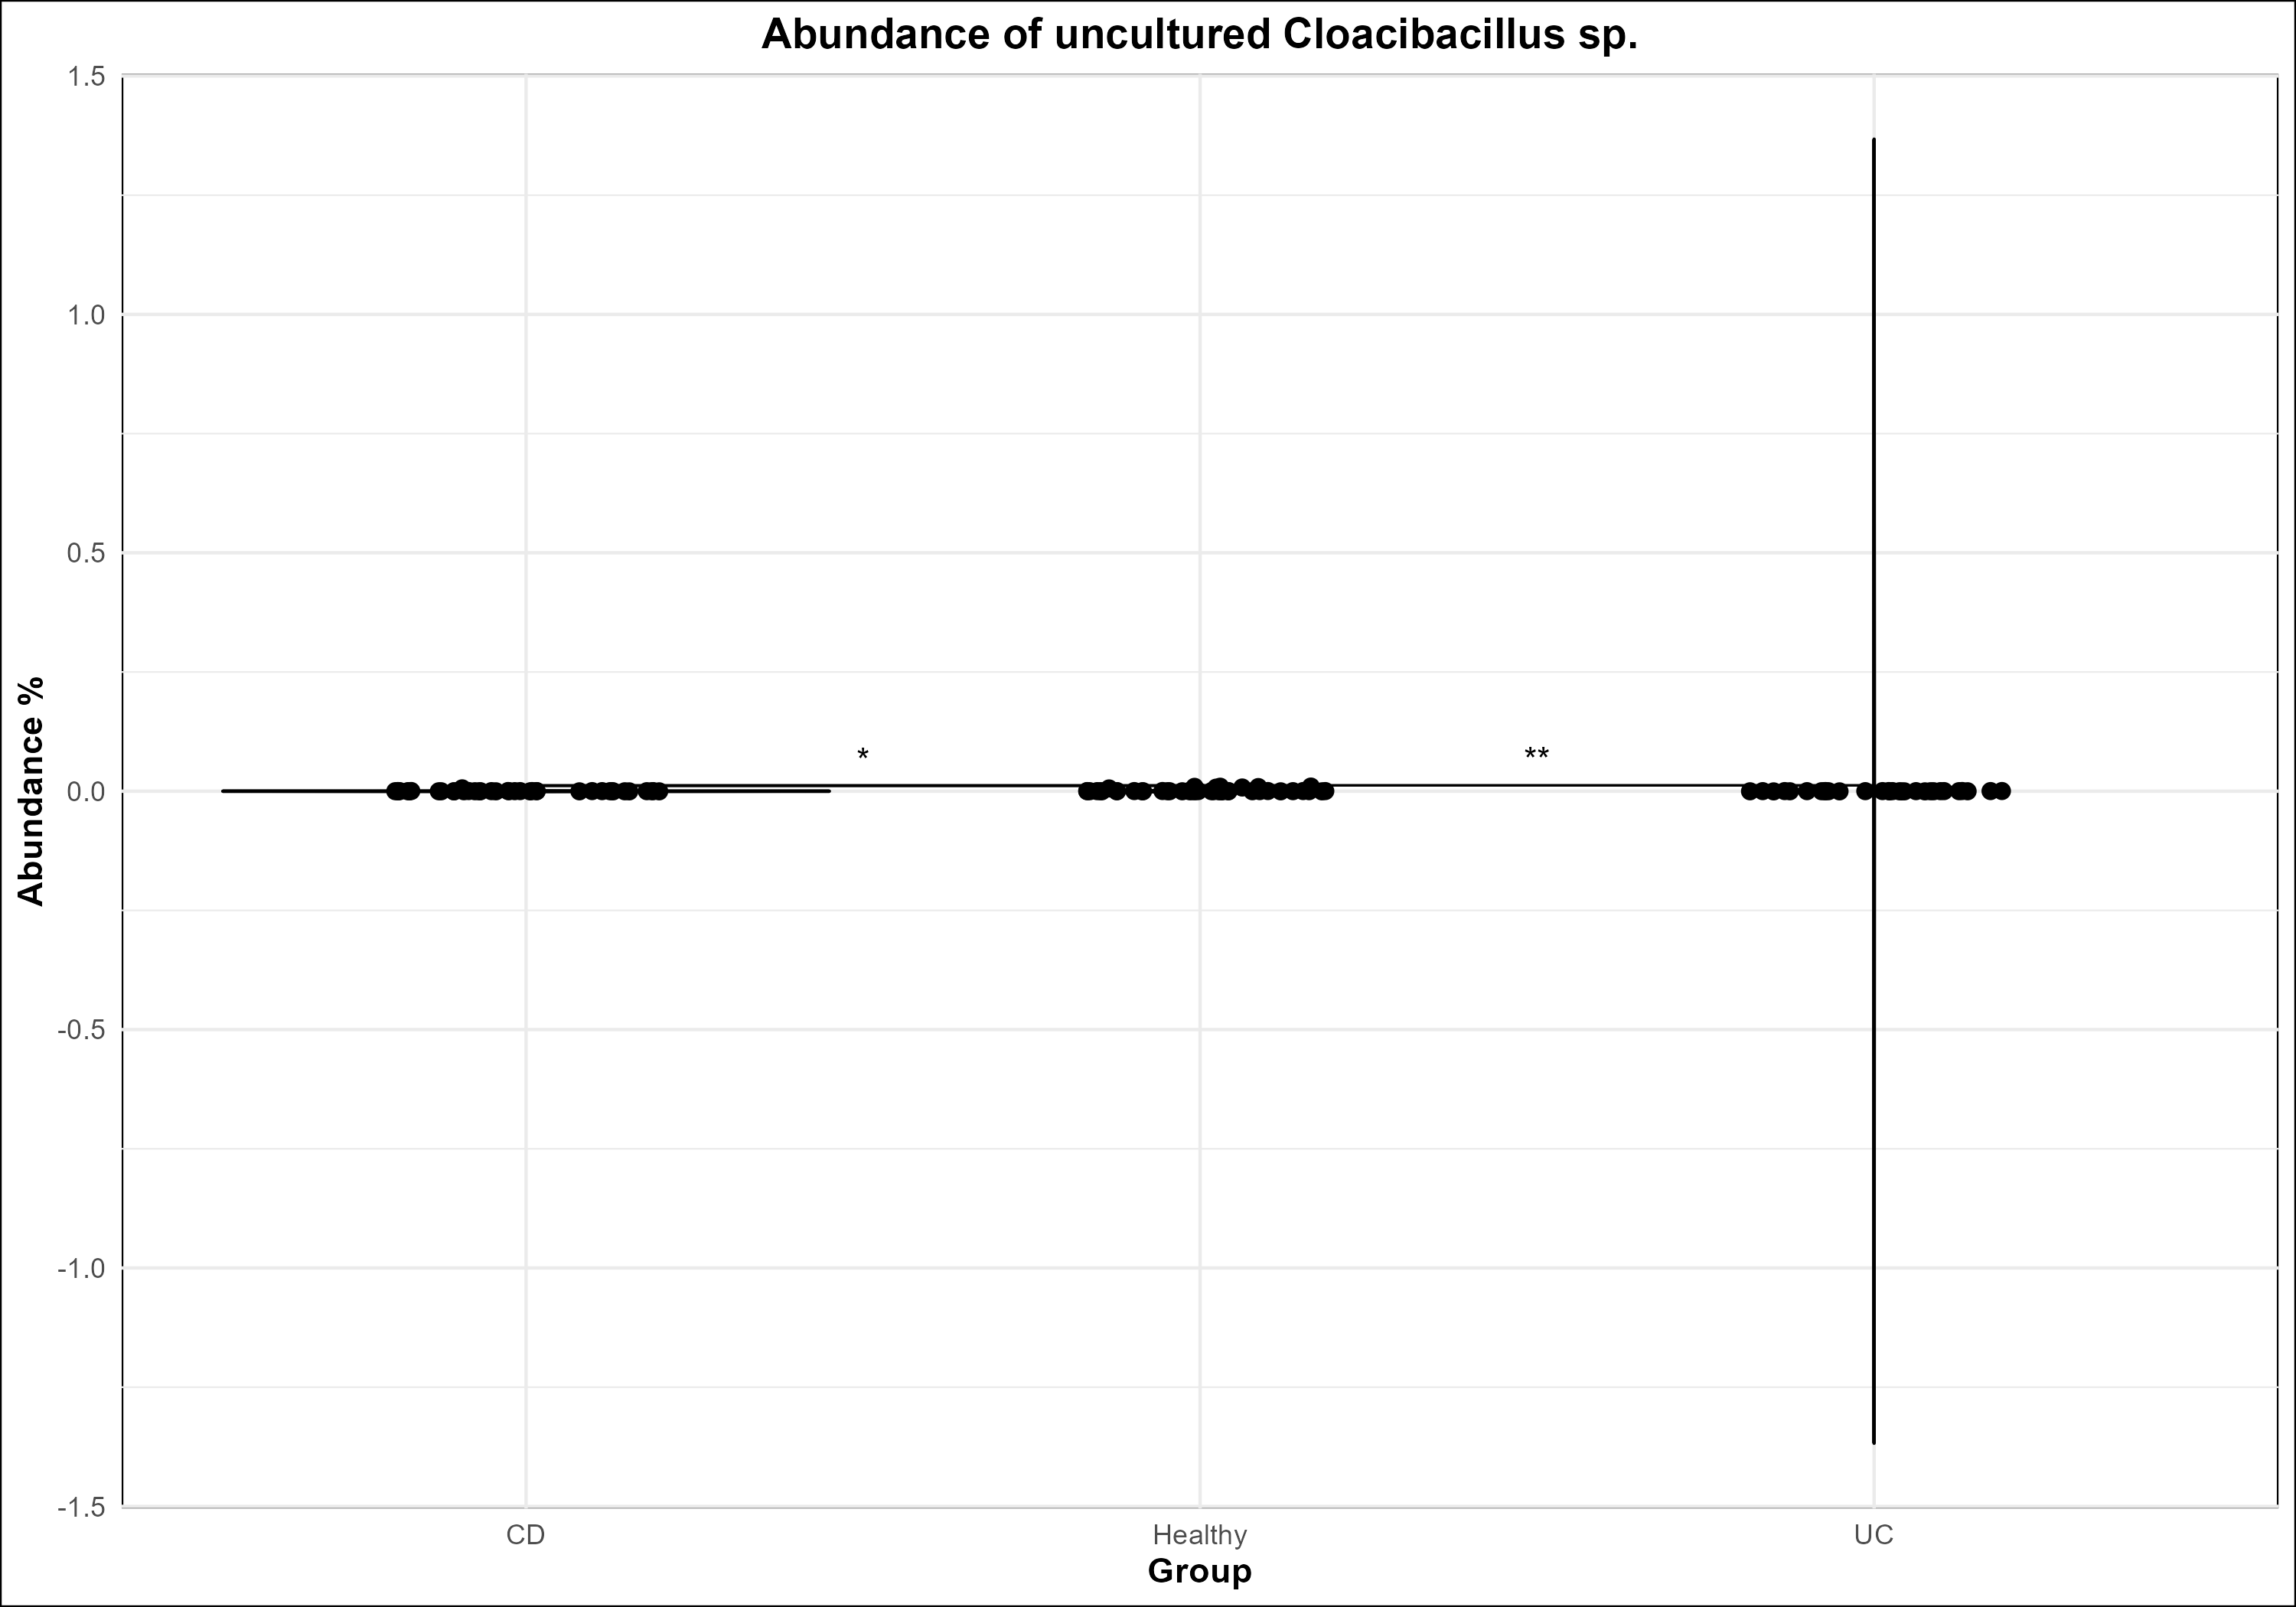 Abundance of uncultured Cloacibacillus sp.
Abundance %
1.5
1.0
0.5
0.0
-0.5
-1.0
-1.5
*
**
CD
Healthy
UC
Group